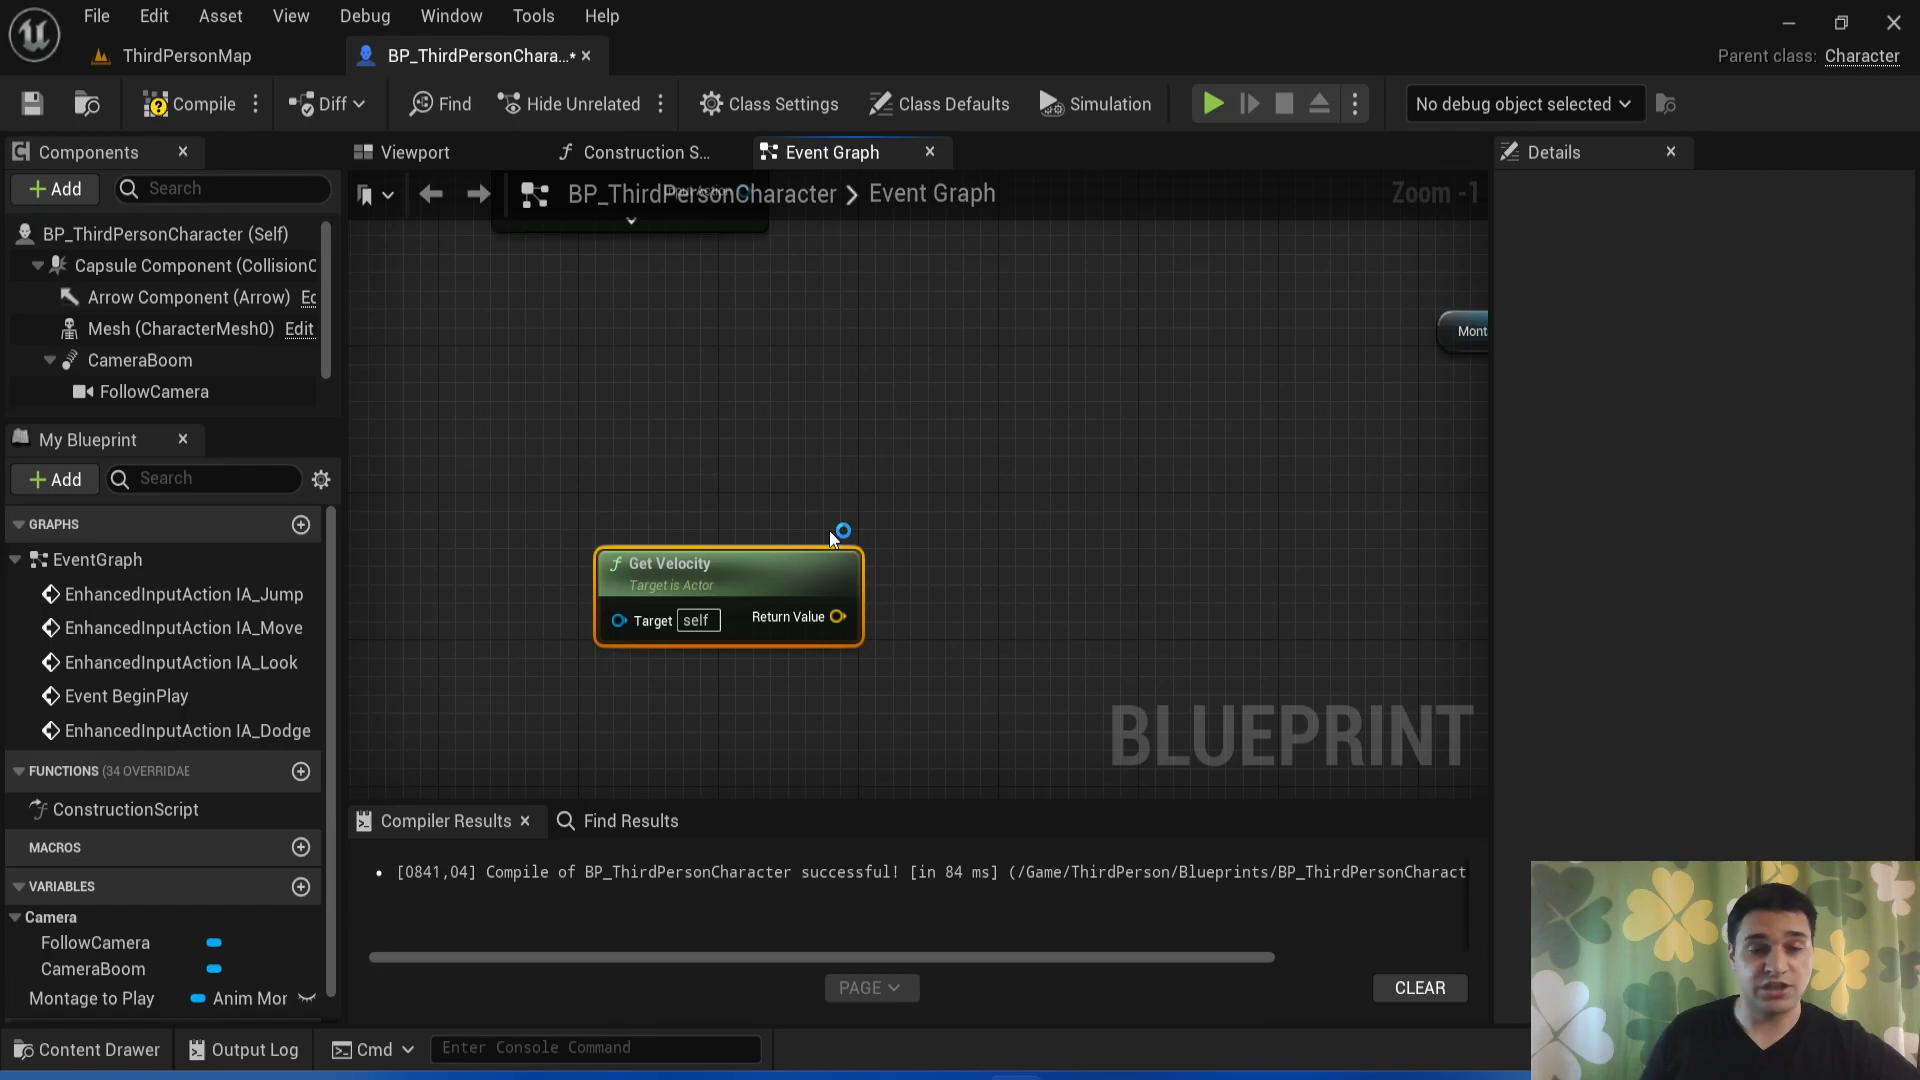 File Edit Asset View Debug Window Tools Help
ThirdPersonMap
BP_ThirdPersonChara...*
Parent class: Character
Compile
Diff
Find
Hide Unrelated
Class Settings
Class Defaults
Simulation
No debug object selected
Components
Viewport
Construction S...
Event Graph
Details
Add
Search
BP_ThirdPersonCharacter > Event Graph
Zoom -1
BP_ThirdPersonCharacter (Self)
Capsule Component (CollisionC
Arrow Component (Arrow) Ed
Mesh (CharacterMesh0) Edit
CameraBoom
FollowCamera
Mont
My Blueprint
Add
Search
GRAPHS
EventGraph
EnhancedInputAction IA_Jump
EnhancedInputAction IA_Move
EnhancedInputAction IA_Look
Event BeginPlay
EnhancedInputAction IA_Dodge
FUNCTIONS (34 OVERRIDAE
ConstructionScript
MACROS
VARIABLES
Camera
FollowCamera
CameraBoom
Montage to Play Anim Mor
Get Velocity
Target is Actor
Target self Return Value
BLUEPRINT
Compiler Results
Find Results
• [0841,04] Compile of BP_ThirdPersonCharacter successful! [in 84 ms] (/Game/ThirdPerson/Blueprints/BP_ThirdPersonCharact
PAGE
CLEAR
Content Drawer
Output Log
Cmd
Enter Console Command